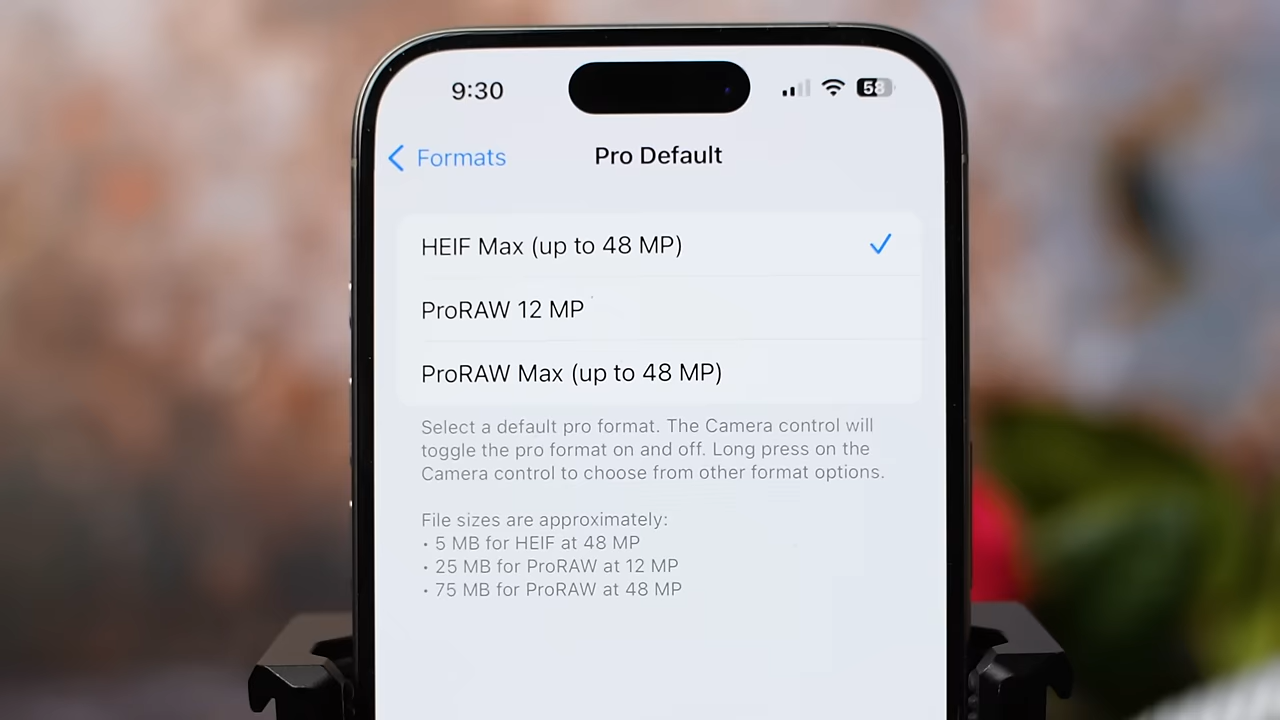 9:30
58
Formats
Pro Default
HEIF Max (up to 48 MP)
ProRAW 12 MP
ProRAW Max (up to 48 MP)
Select a default pro format. The Camera control will
toggle the pro format on and off. Long press on the
Camera control to choose from other format options.
File sizes are approximately:
• 5 MB for HEIF at 48 MP
• 25 MB for ProRAW at 12 MP
• 75 MB for ProRAW at 48 MP